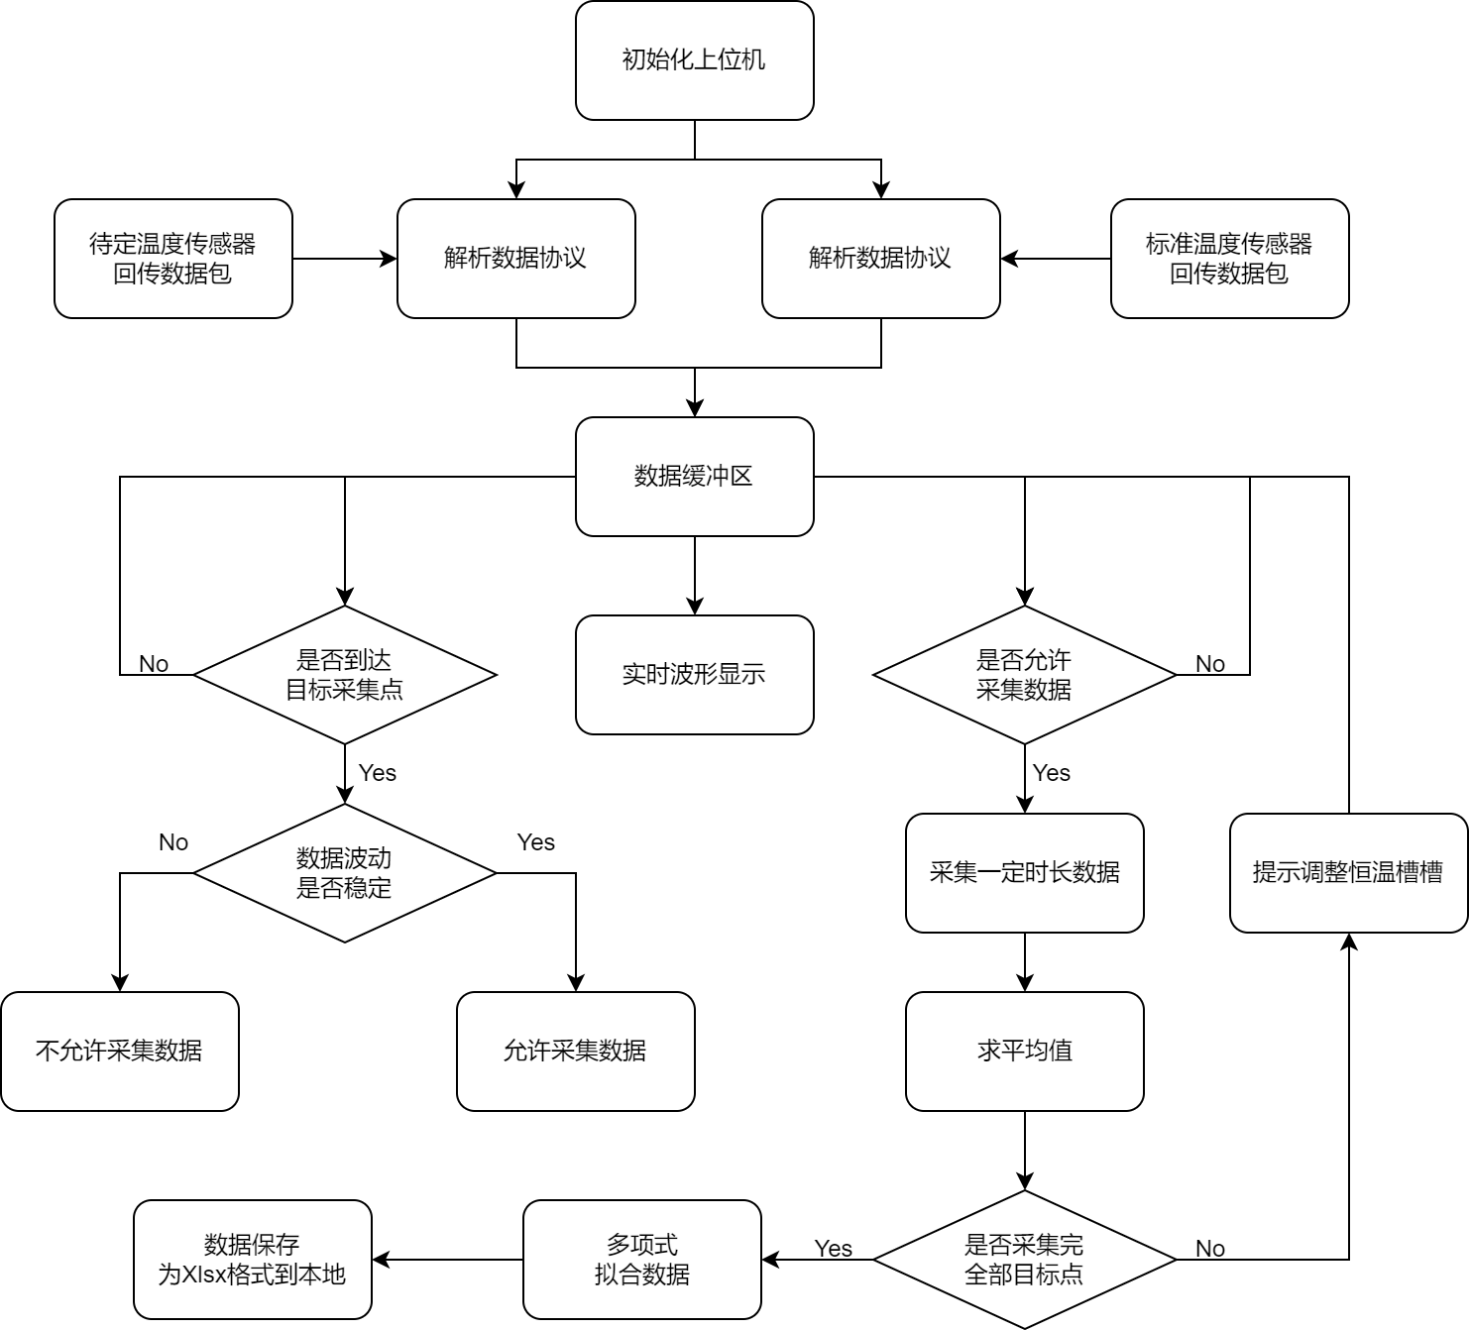 初始化上位机
待定温度传感器
回传数据包
解析数据协议
解析数据协议
标准温度传感器
回传数据包
数据缓冲区
No
是否到达
目标采集点
实时波形显示
是否允许
采集数据
No
Yes
Yes
No
数据波动
是否稳定
Yes
采集一定时长数据
提示调整恒温槽槽
不允许采集数据
允许采集数据
求平均值
数据保存
为Xlsx格式到本地
多项式
拟合数据
Yes
是否采集完
全部目标点
No